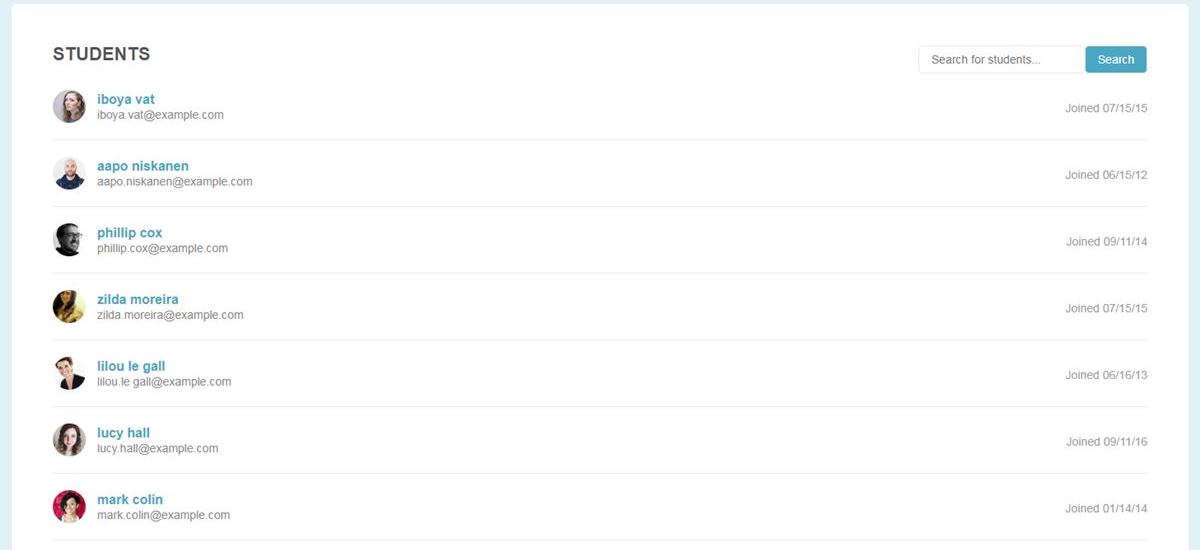 STUDENTS
Search for students...
Search
iboya vat
iboya.vat@example.com
Joined 07/15/15
aapo niskanen
aapo.niskanen@example.com
Joined 06/15/12
phillip cox
phillip.cox@example.com
Joined 09/11/14
zilda moreira
zilda.moreira@example.com
Joined 07/15/15
lilou le gall
lilou.le gall@example.com
Joined 06/16/13
lucy hall
lucy.hall@example.com
Joined 09/11/16
mark colin
mark.colin@example.com
Joined 01/14/14